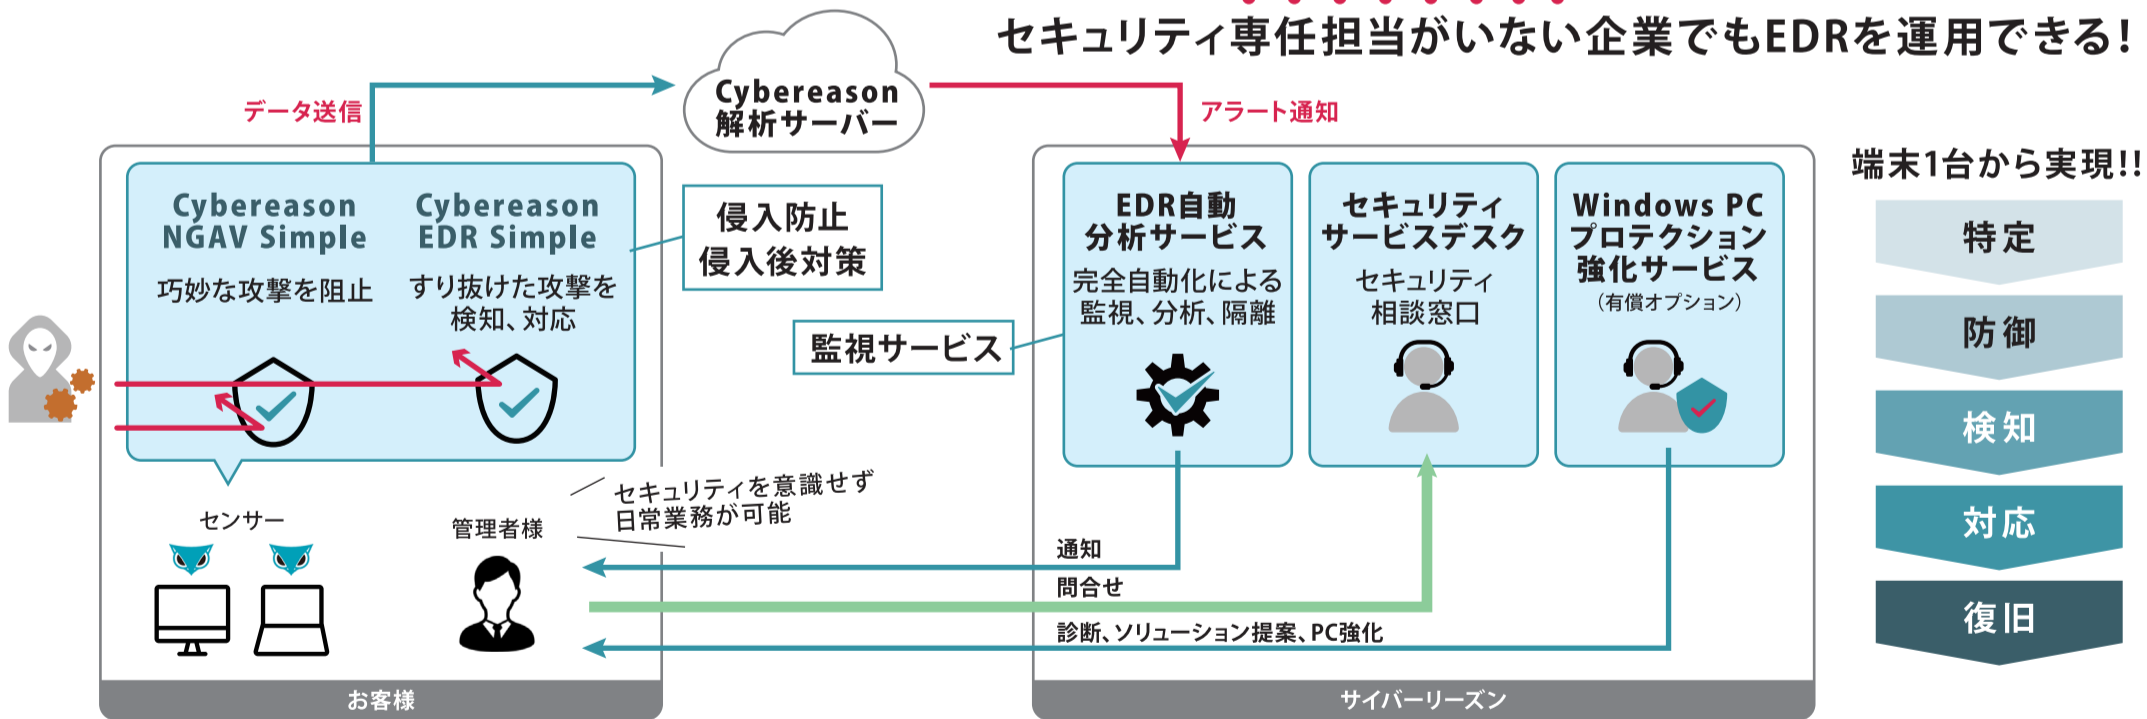 セキュリティ専任担当がいない企業でもEDRを運用できる!
データ送信
Cybereason
解析サーバー
アラート通知
端末1台から実現!!
Cybereason
NGAV Simple
巧妙な攻撃を阻止
Cybereason
EDR Simple
すり抜けた攻撃を
検知、対応
侵入防止
侵入後対策
監視サービス
EDR自動
分析サービス
完全自動化による
監視、分析、隔離
セキュリティ
サービスデスク
セキュリティ
相談窓口
Windows PC
プロテクション
強化サービス
(有償オプション)
特定
防御
検知
対応
復旧
センサー
管理者様
セキュリティを意識せず
日常業務が可能
通知
問合せ
診断、ソリューション提案、PC強化
お客様
サイバーリーズン